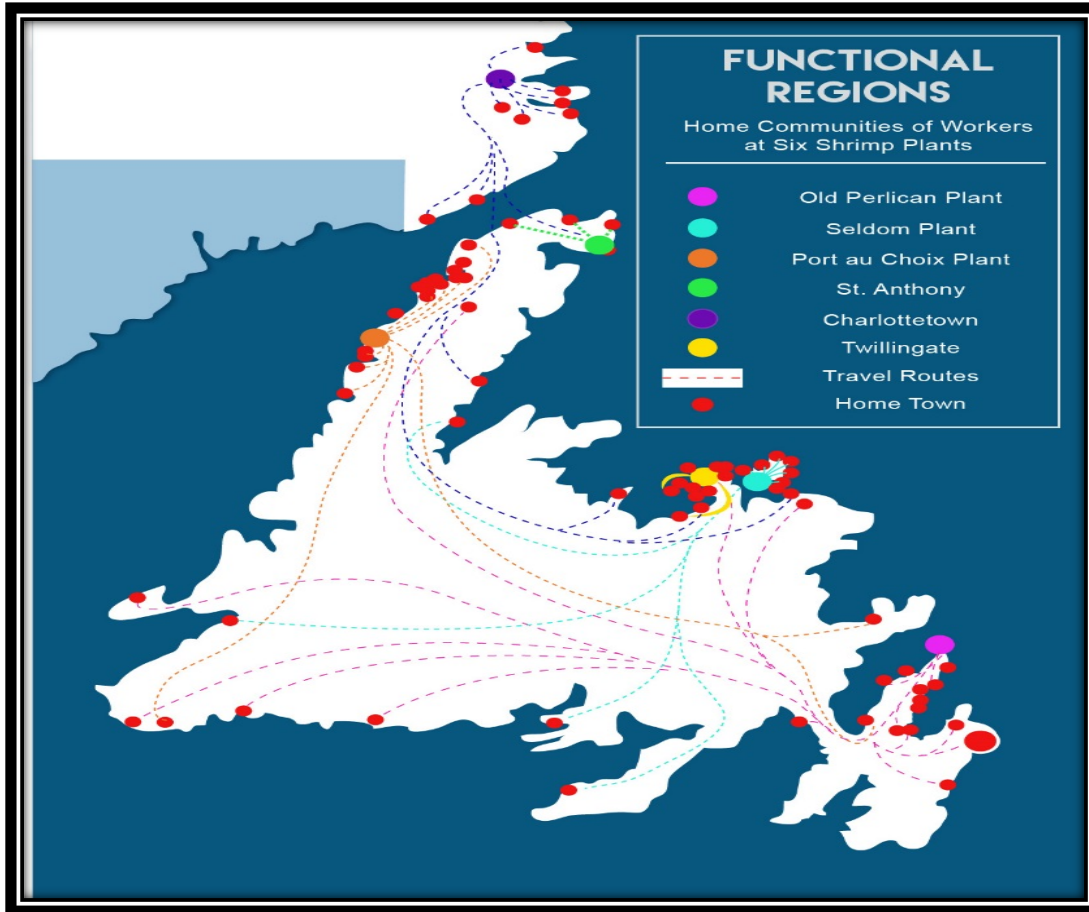 FUNCTIONAL
REGIONS
Home Communities of Workers
at Six Shrimp Plants
Old Perlican Plant
Seldom Plant
Port au Choix Plant
St. Anthony
Charlottetown
Twillingate
Travel Routes
Home Town